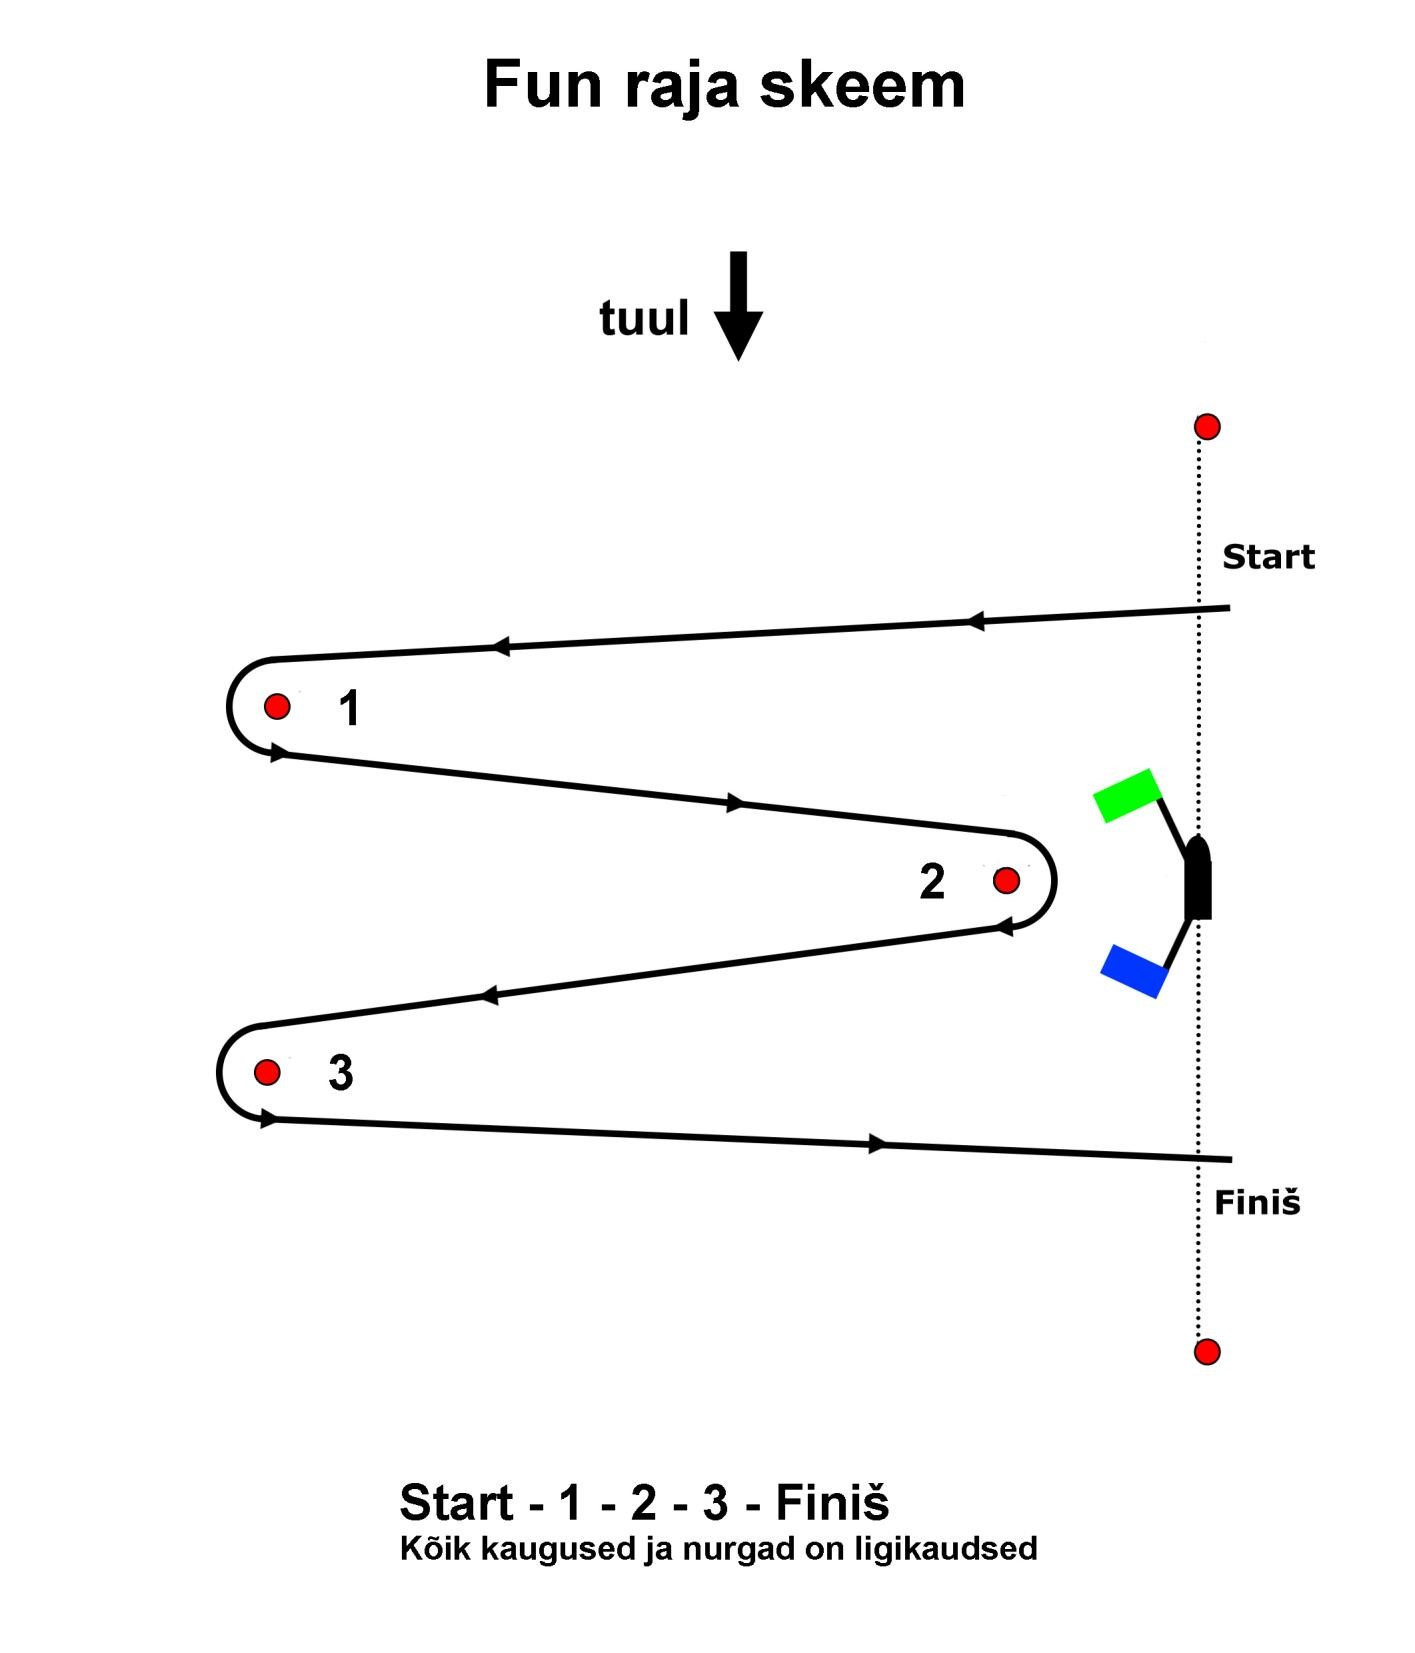 Fun raja skeem
tuul
Start
1
2
3
Finiš
Start - 1 - 2 - 3 - Finiš
Kõik kaugused ja nurgad on ligikaudsed